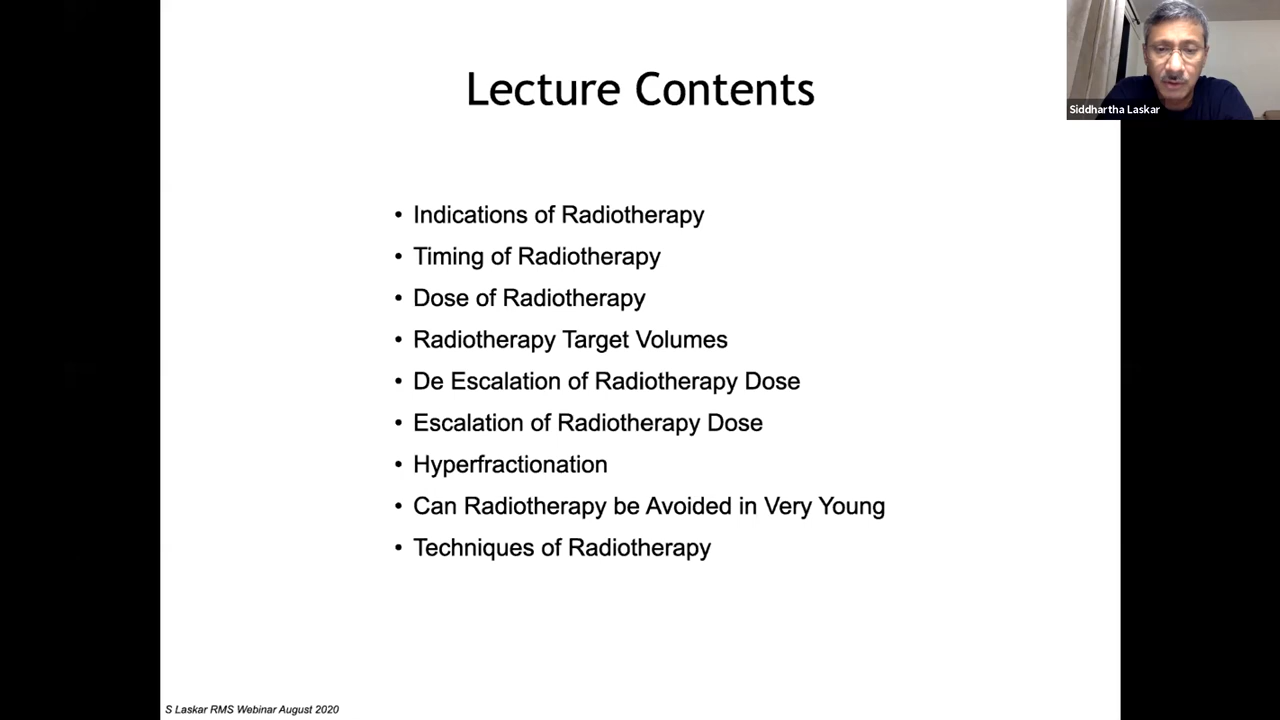 Lecture Contents
Siddhartha Laskar
• Indications of Radiotherapy
• Timing of Radiotherapy
• Dose of Radiotherapy
• Radiotherapy Target Volumes
• De Escalation of Radiotherapy Dose
• Escalation of Radiotherapy Dose
• Hyperfractionation
• Can Radiotherapy be Avoided in Very Young
• Techniques of Radiotherapy
S Laskar RMS Webinar August 2020